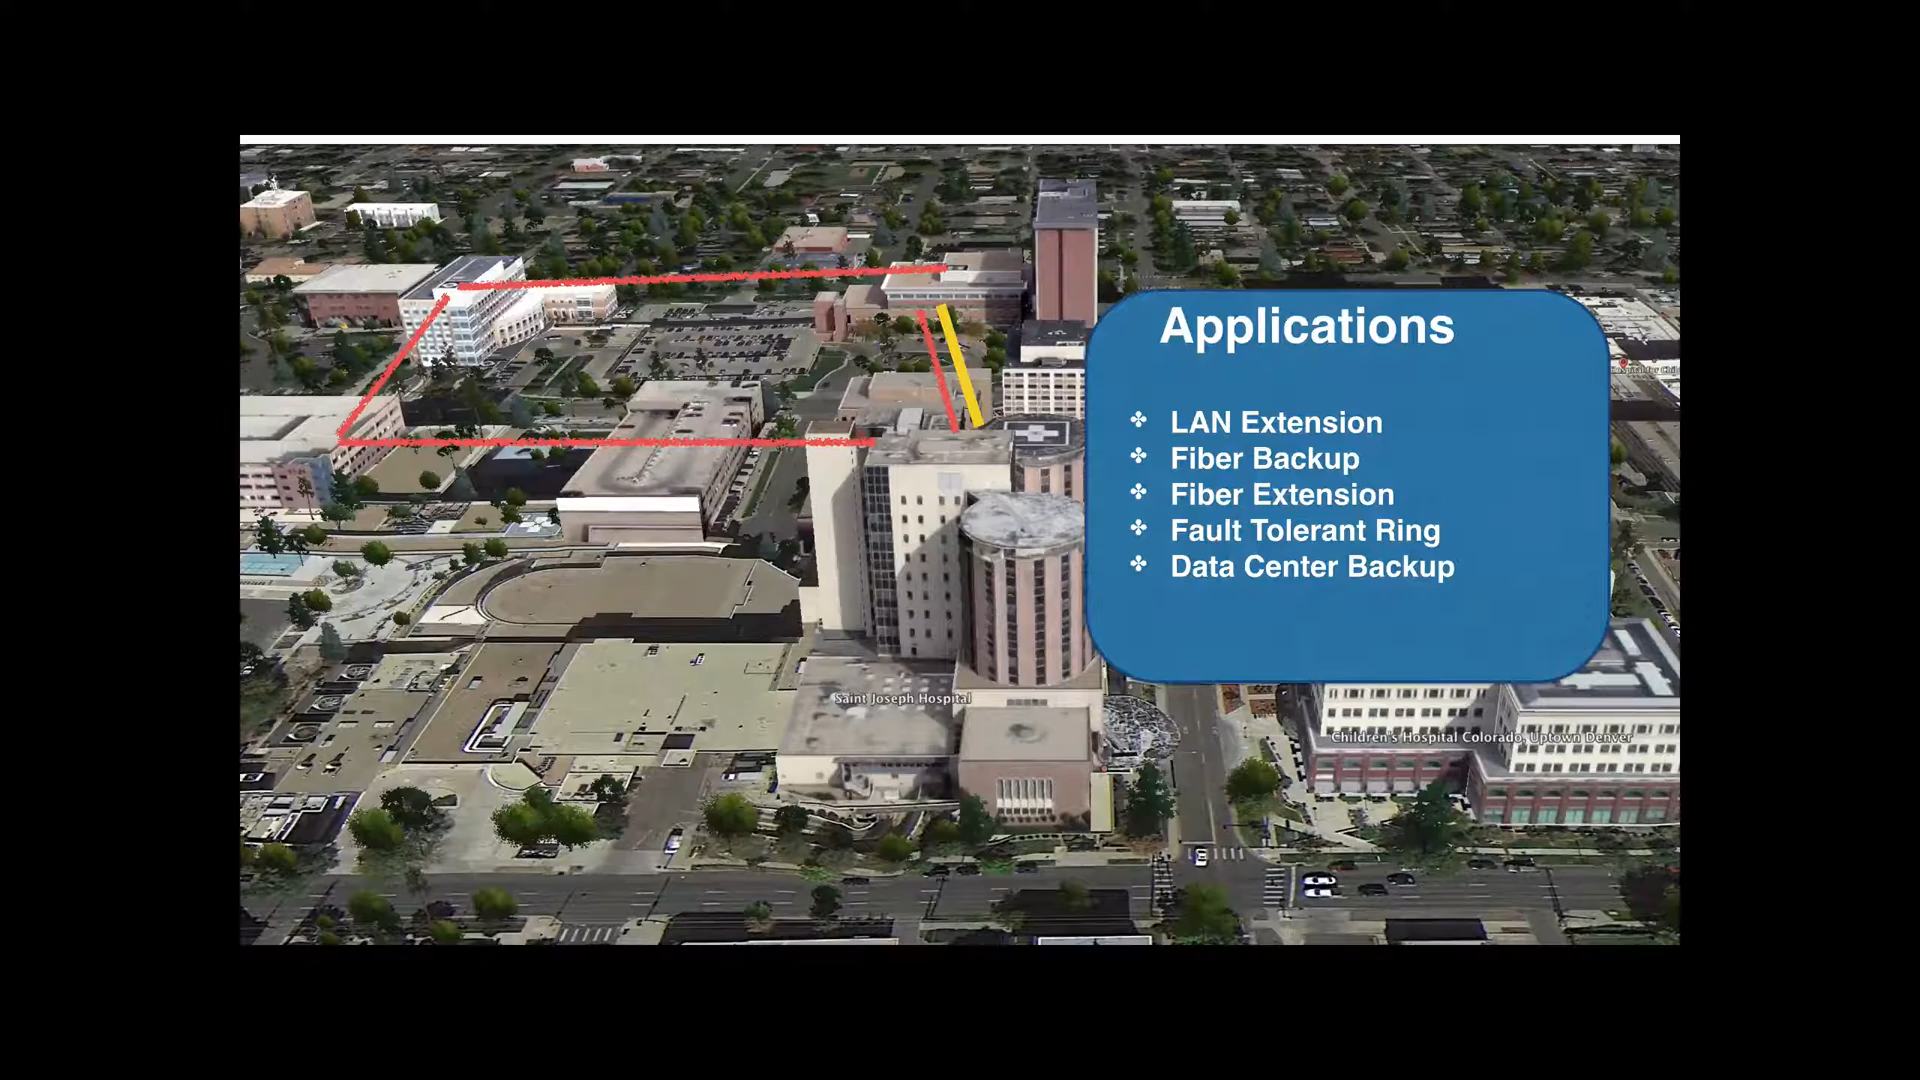 Applications
❖ LAN Extension
❖ Fiber Backup
❖ Fiber Extension
❖ Fault Tolerant Ring
❖ Data Center Backup
Saint Joseph Hospital
Children's Hospital Colorado, Uptown Denver